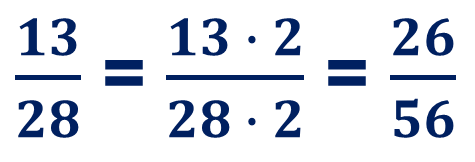 13/28 = 13 · 2/28 · 2 = 26/56